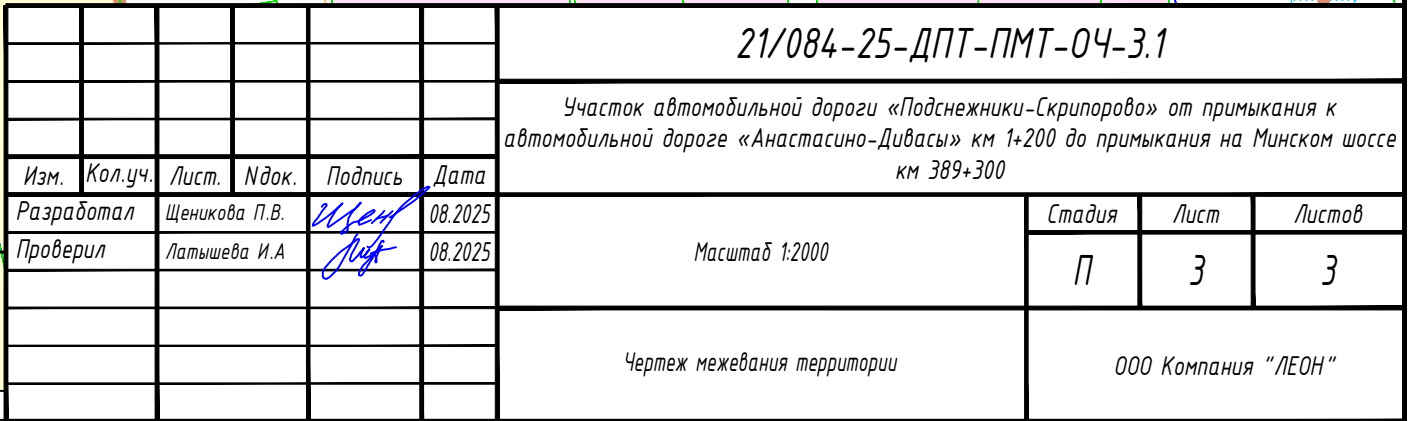 21/084-25-ДПТ-ПМТ-ОЧ-3.1
Участок автомобильной дороги «Подснежники-Скрипорово» от примыкания к
автомобильной дороге «Анастасино-Дивасы» км 1+200 до примыкания на Минском шоссе
км 389+300
Изм. Кол.уч. Лист. Nдок. Подпись Дата
Разработал Щеникова П.В. Щен 08.2025
Стадия Лист Листов
Проверил Латышева И.А 08.2025
Масштаб 1:2000
П 3 3
Чертеж межевания территории
ООО Компания "ЛЕОН"